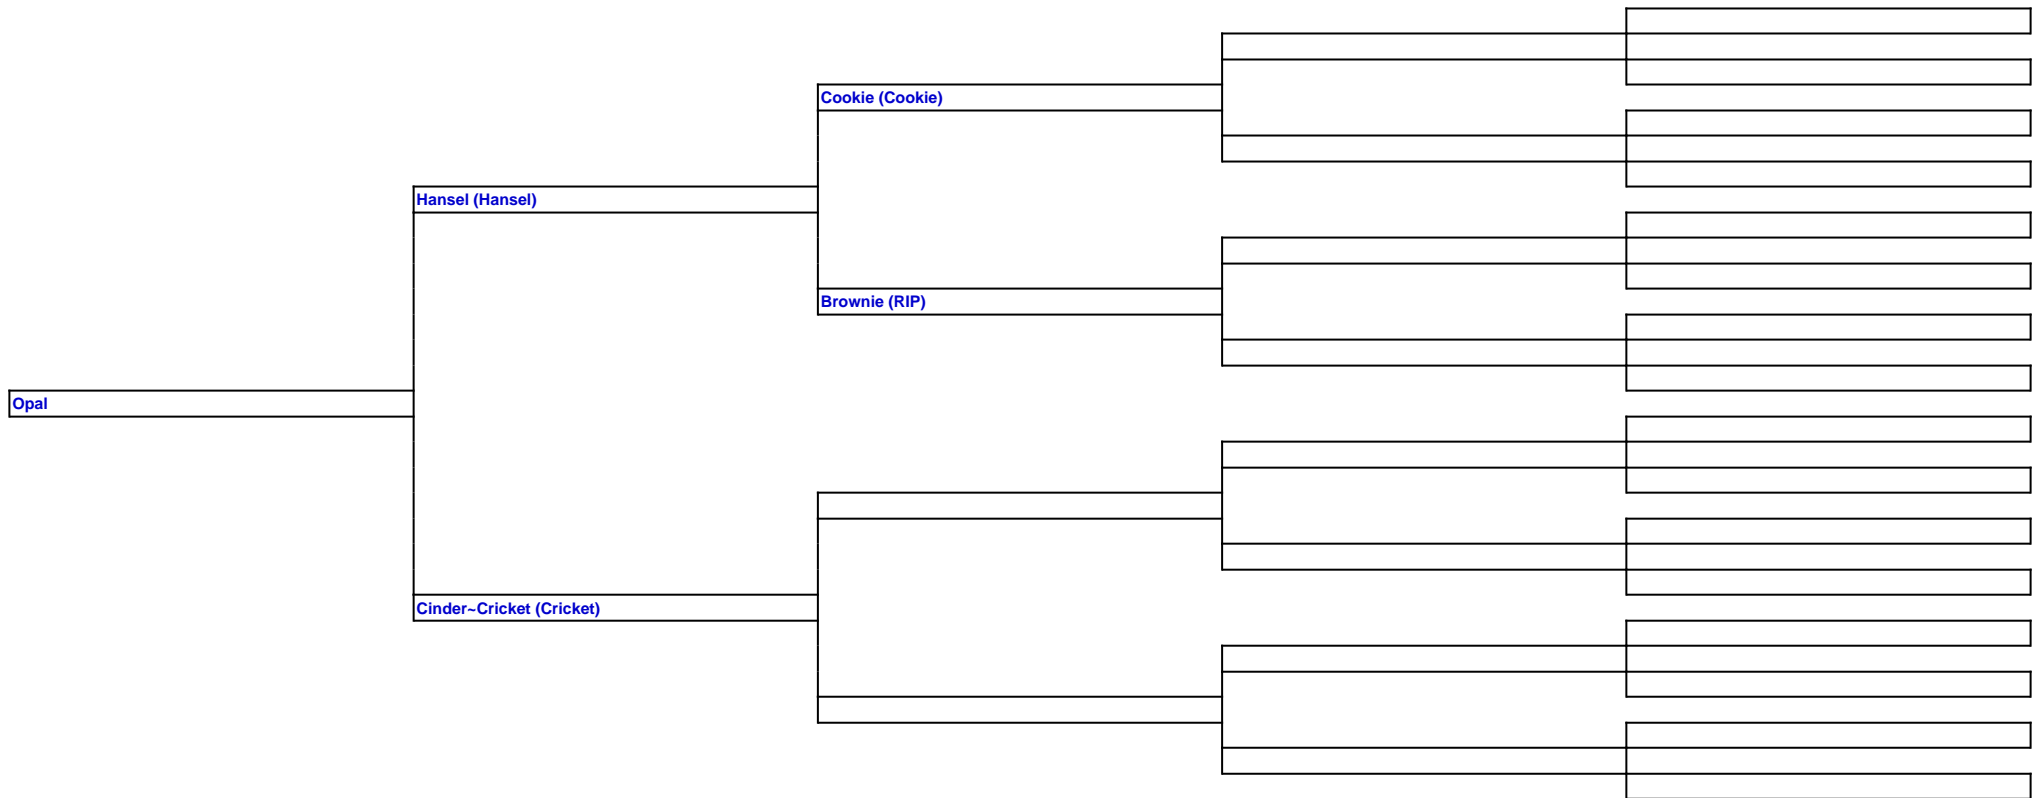 Cookie (Cookie)
Hansel (Hansel)
Brownie (RIP)
Opal
Cinder~Cricket (Cricket)